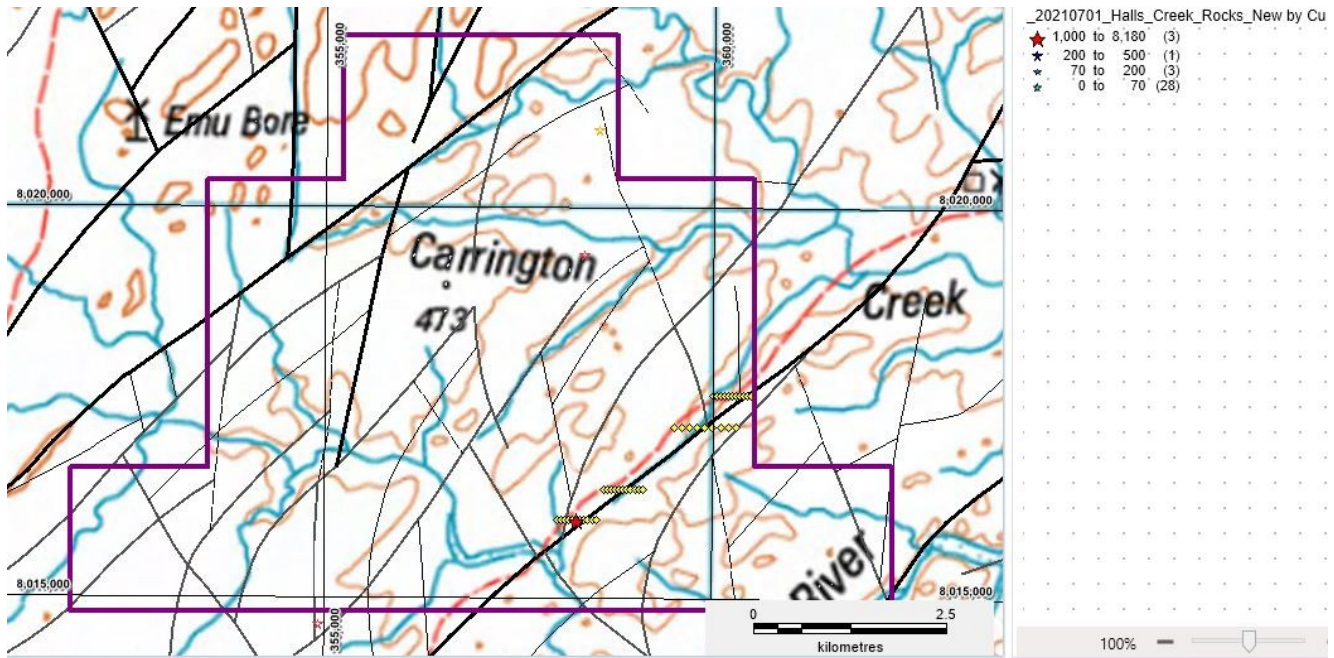 _20210701_Halls_Creek_Rocks_New by Cu
1,000 to 8,180 (3)
200 to 500 (1)
70 to 200 (3)
0 to 70 (28)
355,000
360,000
Emu Bore
8,020,000
8,020,000
Carrington
473
Creek
River
8,015,000
8,015,000
355,000
0 2.5
kilometres
100%